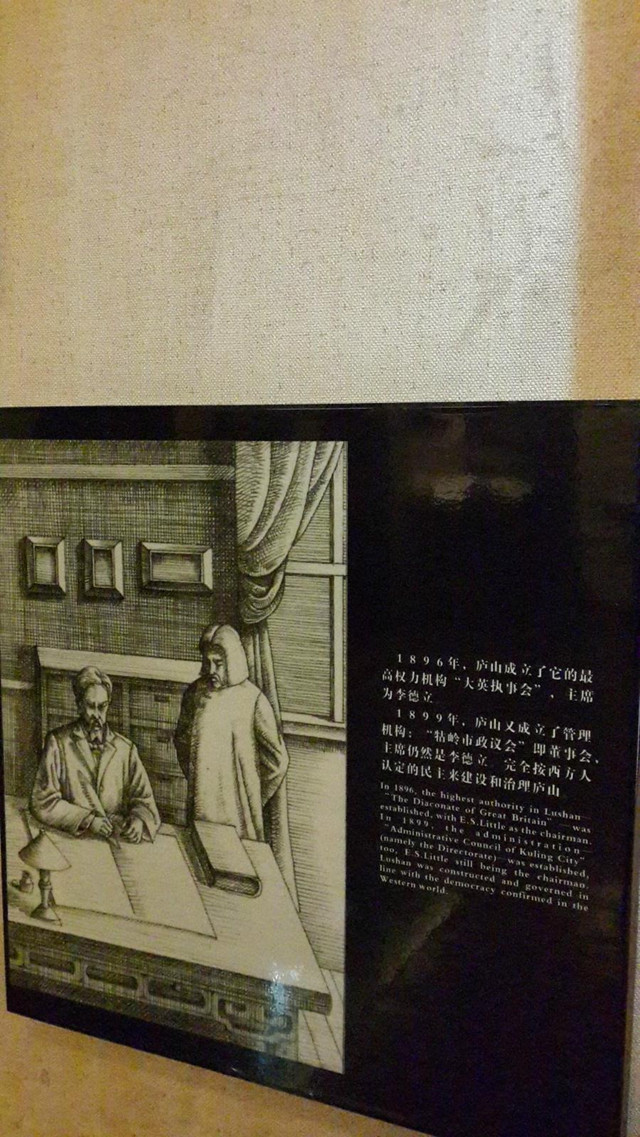 1896年，庐山成立了它的最
高权力机构“大英执事会”，主席
为李德立
1899年，庐山又成立了管理
机构：“牯岭市政议会”即董事会、
主席仍然是李德立 完全按西方人
认定的民主来建设和治理庐山
In 1896, the highest authority in Lushan—
“The Diaconate of Great Britain” was
established, with E.S.Little as the chairman.
In 1899, the administration—
“Administrative Council of Kuling City”
(namely the Directorate)—was established,
too, E.S.Little still being the chairman.
Lushan was constructed and governed in
line with the democracy confirmed in the
Western world.